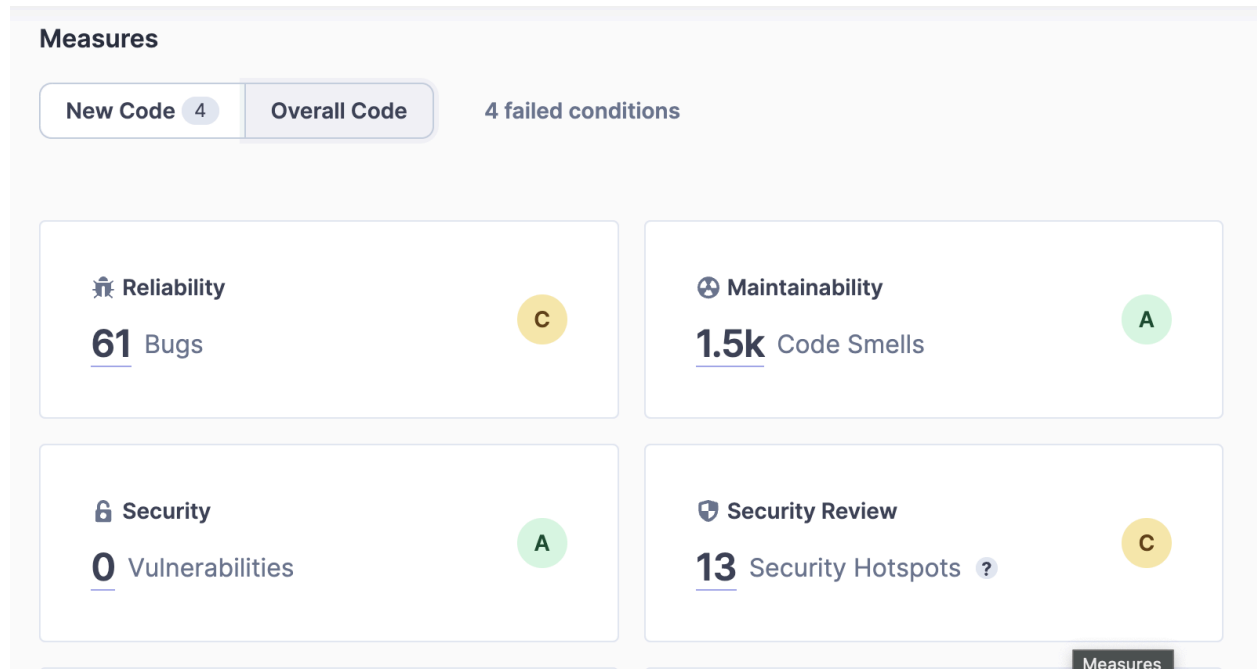 Measures
New Code 4 Overall Code 4 failed conditions
Reliability
61 Bugs
C
Maintainability
1.5k Code Smells
A
Security
0 Vulnerabilities
A
Security Review
13 Security Hotspots ?
C
Measures